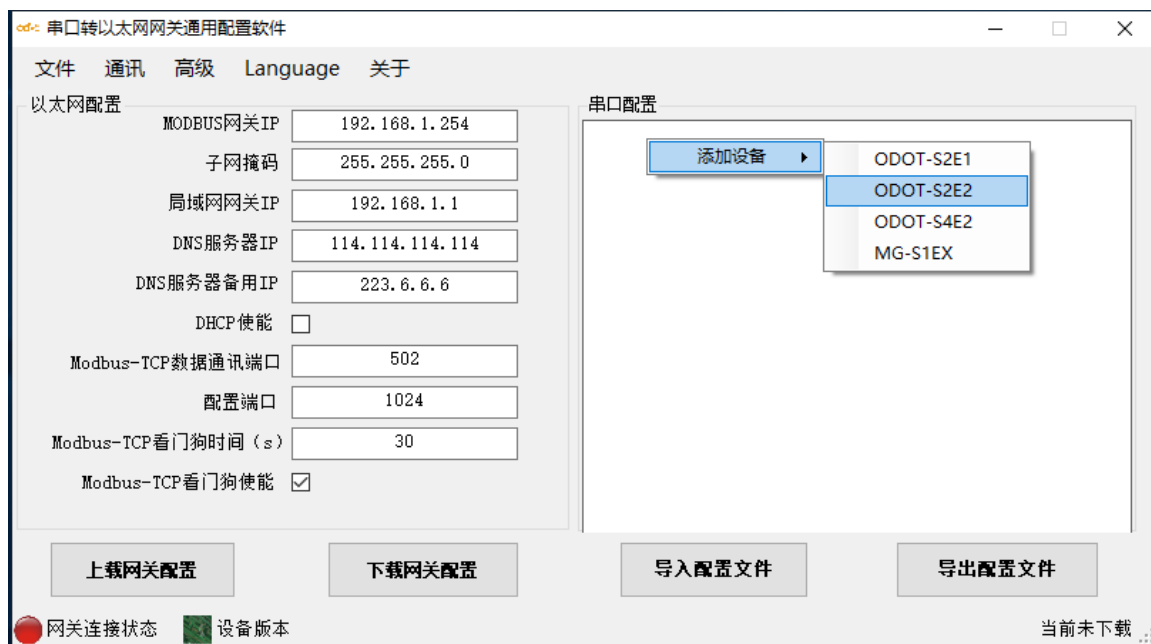 串口转以太网网关通用配置软件
文件 通讯 高级 Language 关于
以太网配置
MODBUS网关IP 192.168.1.254
子网掩码 255.255.255.0
局域网网关IP 192.168.1.1
DNS服务器IP 114.114.114.114
DNS服务器备用IP 223.6.6.6
DHCP使能
Modbus-TCP数据通讯端口 502
配置端口 1024
Modbus-TCP看门狗时间（s） 30
Modbus-TCP看门狗使能
串口配置
添加设备
ODOT-S2E1
ODOT-S2E2
ODOT-S4E2
MG-S1EX
上载网关配置 下载网关配置 导入配置文件 导出配置文件
网关连接状态 设备版本 当前未下载